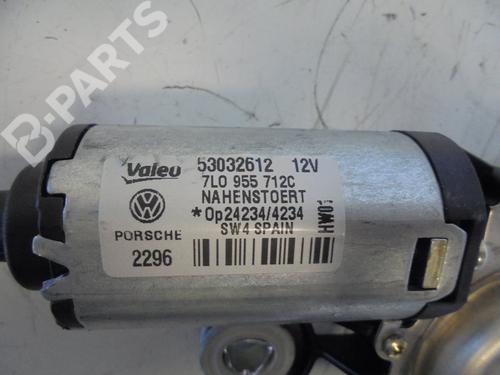 B-PARTS
Valeo 53032612 12V
7L0 955 712C
NAHENSTOERT
*Op24234/4234
PORSCHE SW4 SPAIN
2296
HW01